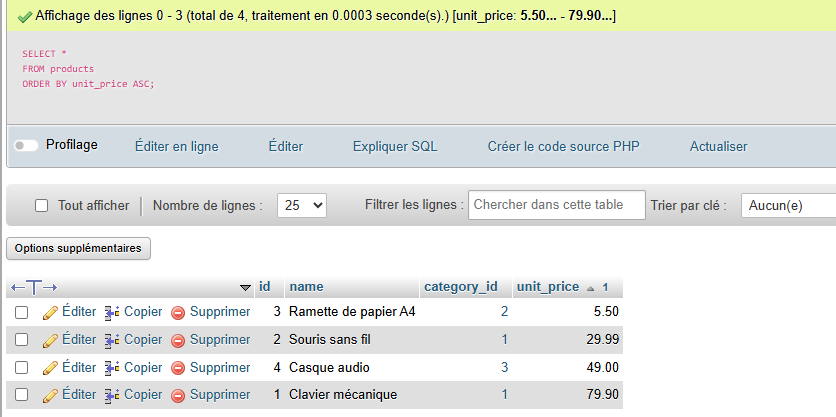 Affichage des lignes 0 - 3 (total de 4, traitement en 0.0003 seconde(s).) [unit_price: 5.50... - 79.90...]
SELECT *
FROM products
ORDER BY unit_price ASC;
Profilage Éditer en ligne Éditer Expliquer SQL Créer le code source PHP Actualiser
Tout afficher Nombre de lignes : 25 Filtrer les lignes : Chercher dans cette table Trier par clé : Aucun(e)
Options supplémentaires
id name category_id unit_price 1
Éditer Copier Supprimer 3 Ramette de papier A4 2 5.50
Éditer Copier Supprimer 2 Souris sans fil 1 29.99
Éditer Copier Supprimer 4 Casque audio 3 49.00
Éditer Copier Supprimer 1 Clavier mécanique 1 79.90